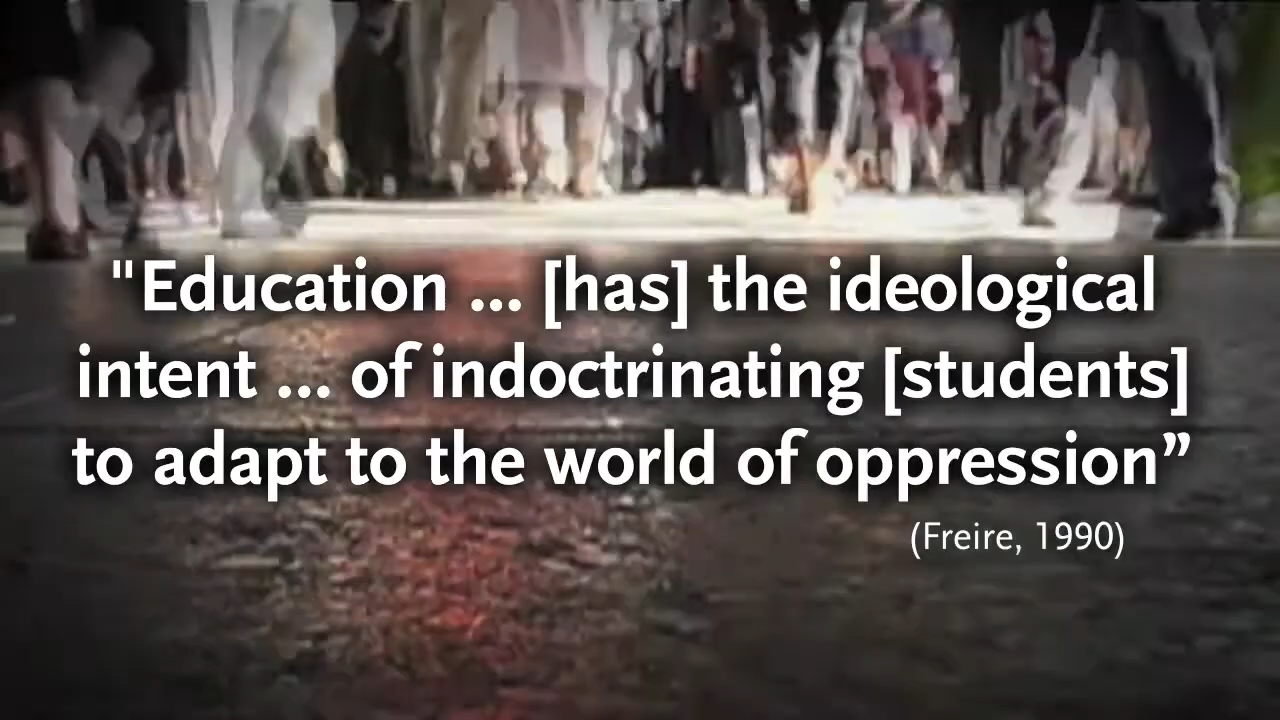 "Education ... [has] the ideological
intent ... of indoctrinating [students]
to adapt to the world of oppression”
(Freire, 1990)